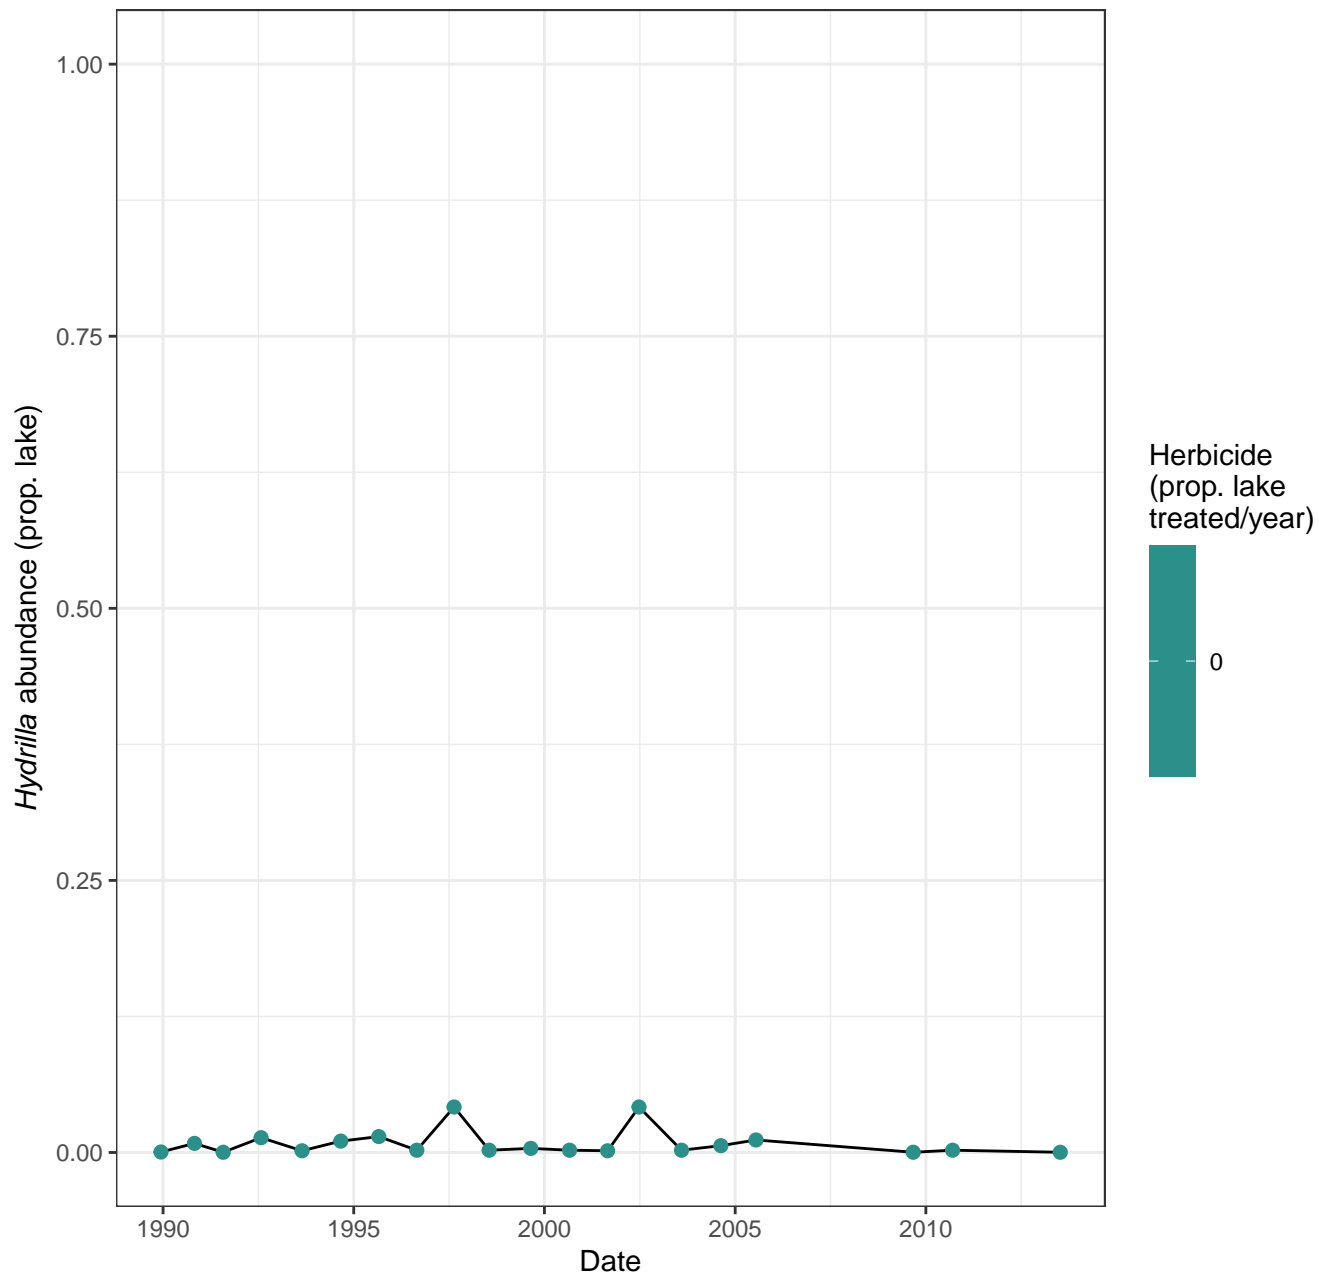 1.00
0.75
0.50
0.25
0.00
Hydrilla abundance (prop. lake)
1990 1995 2000 2005 2010
Date
Herbicide
(prop. lake
treated/year)
0